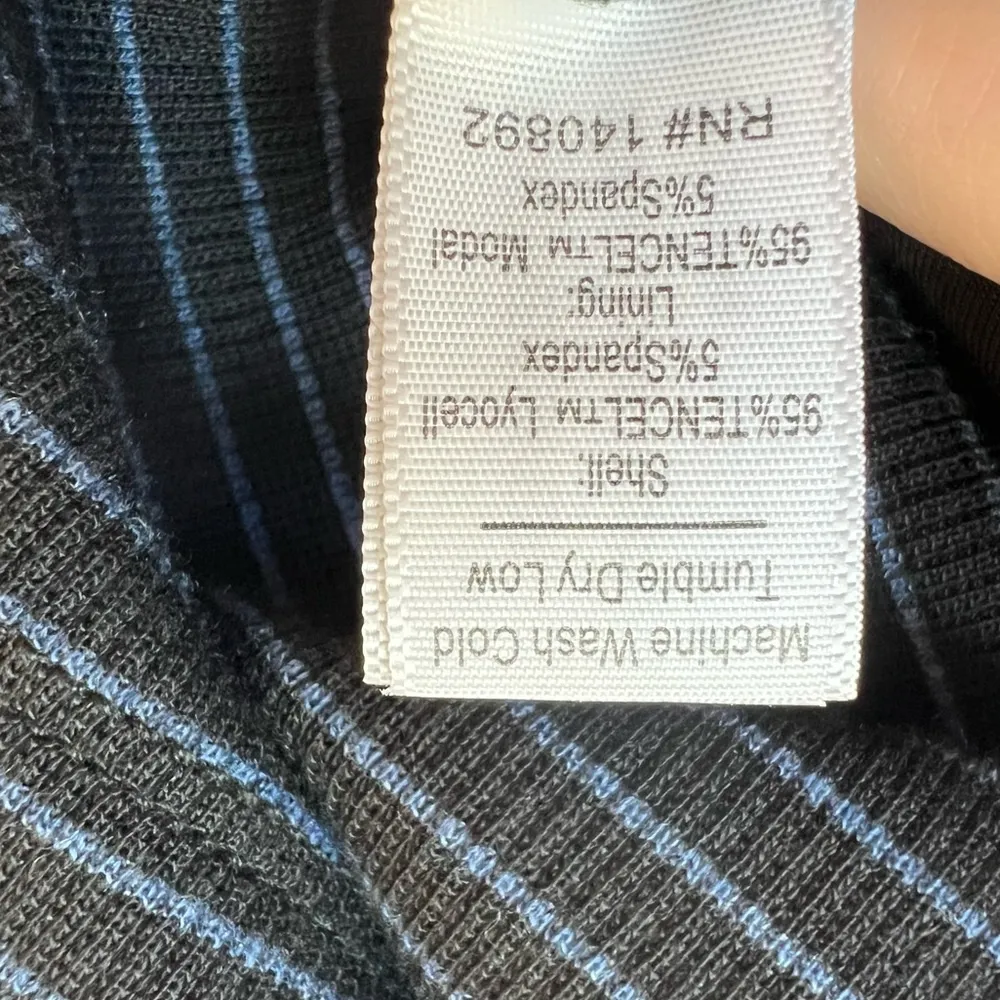 Machine Wash Cold
Tumble Dry Low
Shell:
95%TENCEL™ Lyocell
5%Spandex
Lining:
95%TENCEL™ Modal
5%Spandex
RN# 140892